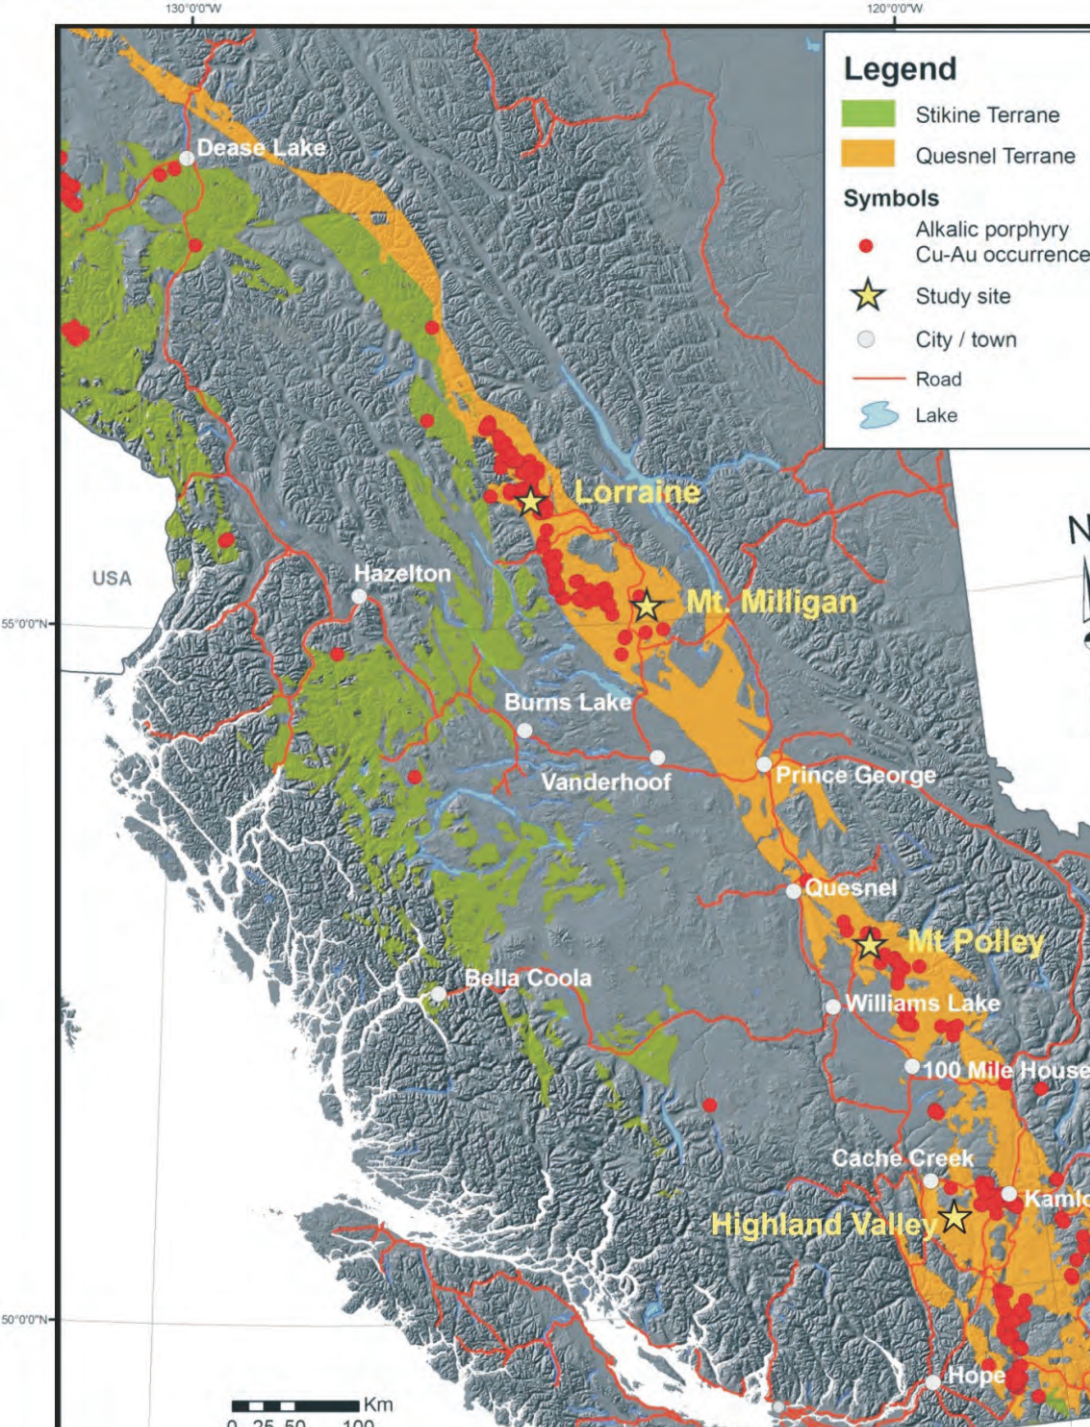 130°0'0"W
120°0'0"W
Legend
Stikine Terrane
Quesnel Terrane
Symbols
Alkalic porphyry
Cu-Au occurrence
Study site
City / town
Road
Lake
Dease Lake
Lorraine
N
Hazelton
USA
Mt. Milligan
55°0'0"N
Burns Lake
Vanderhoof
Prince George
Quesnel
Mt Polley
Bella Coola
Williams Lake
100 Mile House
Cache Creek
Highland Valley
50°0'0"N
Hope
Km
0 25 50 100